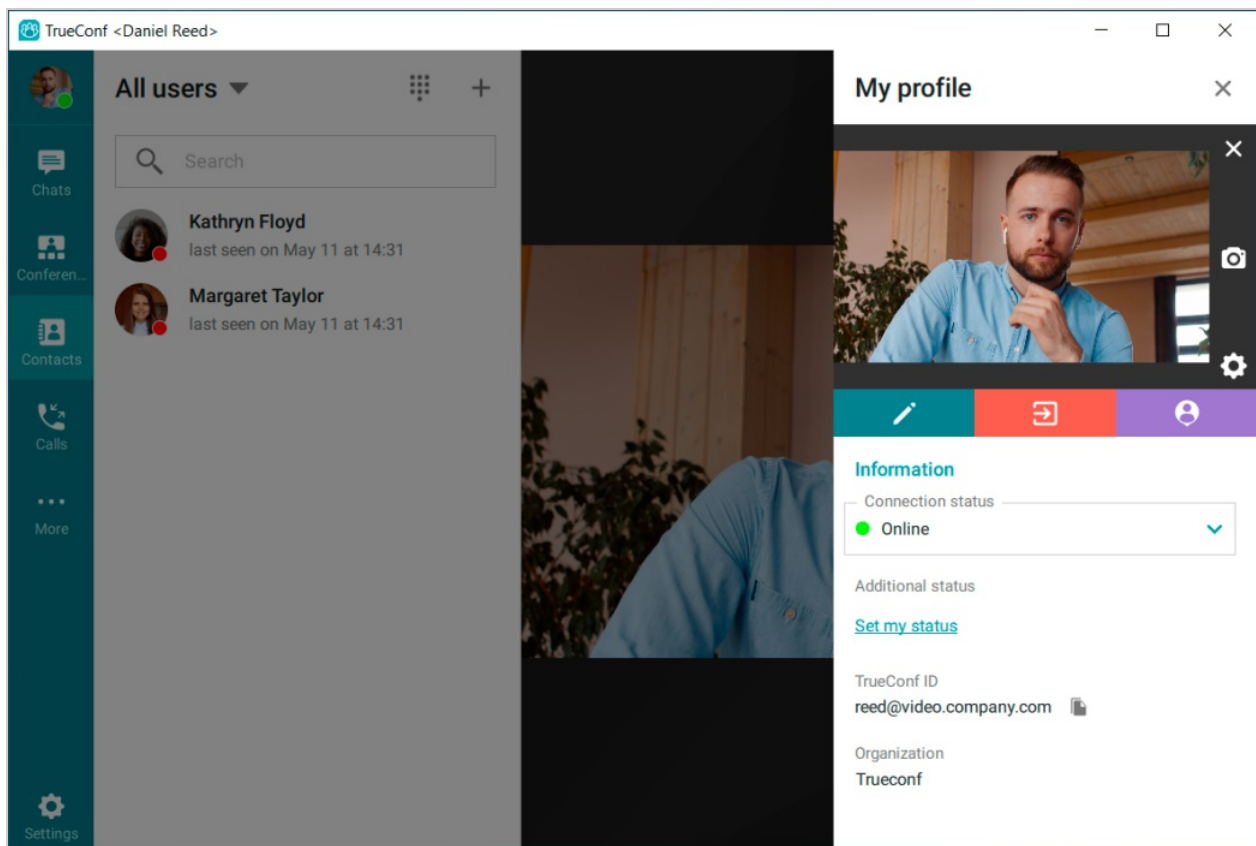 TrueConf <Daniel Reed>
All users
My profile
Search
Chats
Kathryn Floyd
last seen on May 11 at 14:31
Conferen...
Margaret Taylor
last seen on May 11 at 14:31
Contacts
Calls
More
Settings
Information
Connection status
Online
Additional status
Set my status
TrueConf ID
reed@video.company.com
Organization
Trueconf